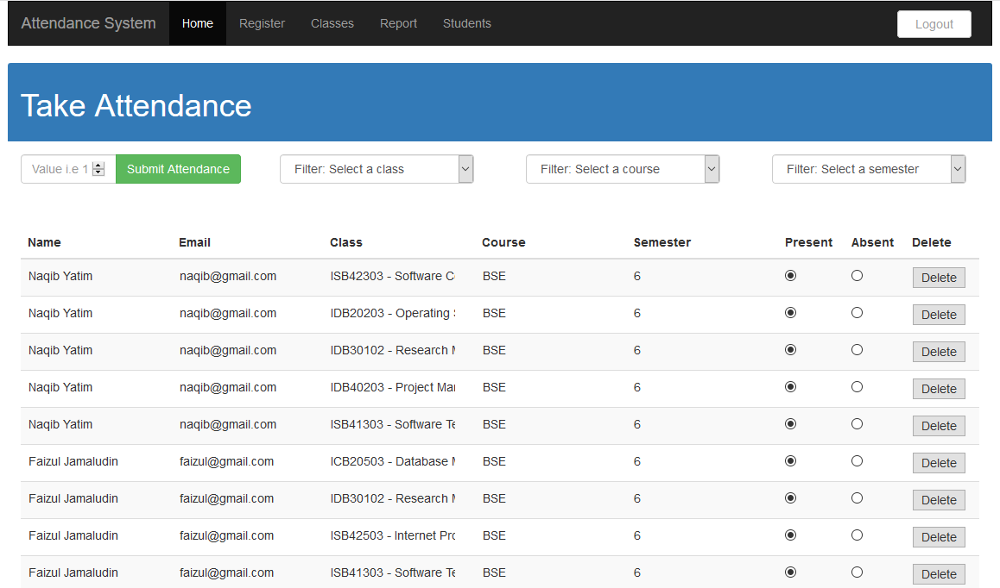 Attendance System Home Register Classes Report Students Logout
Take Attendance
Value i.e 1 Submit Attendance Filter: Select a class Filter: Select a course Filter: Select a semester
Name Email Class Course Semester Present Absent Delete
Naqib Yatim naqib@gmail.com ISB42303 - Software BSE 6 Delete
Naqib Yatim naqib@gmail.com IDB20203 - Operating BSE 6 Delete
Naqib Yatim naqib@gmail.com IDB30102 - Research BSE 6 Delete
Naqib Yatim naqib@gmail.com IDB40203 - Project Mar BSE 6 Delete
Naqib Yatim naqib@gmail.com ISB41303 - Software Te BSE 6 Delete
Faizul Jamaludin faizul@gmail.com ICB20503 - Database BSE 6 Delete
Faizul Jamaludin faizul@gmail.com IDB30102 - Research BSE 6 Delete
Faizul Jamaludin faizul@gmail.com ISB42503 - Internet Pro BSE 6 Delete
Faizul Jamaludin faizul@gmail.com ISB41303 - Software Te BSE 6 Delete